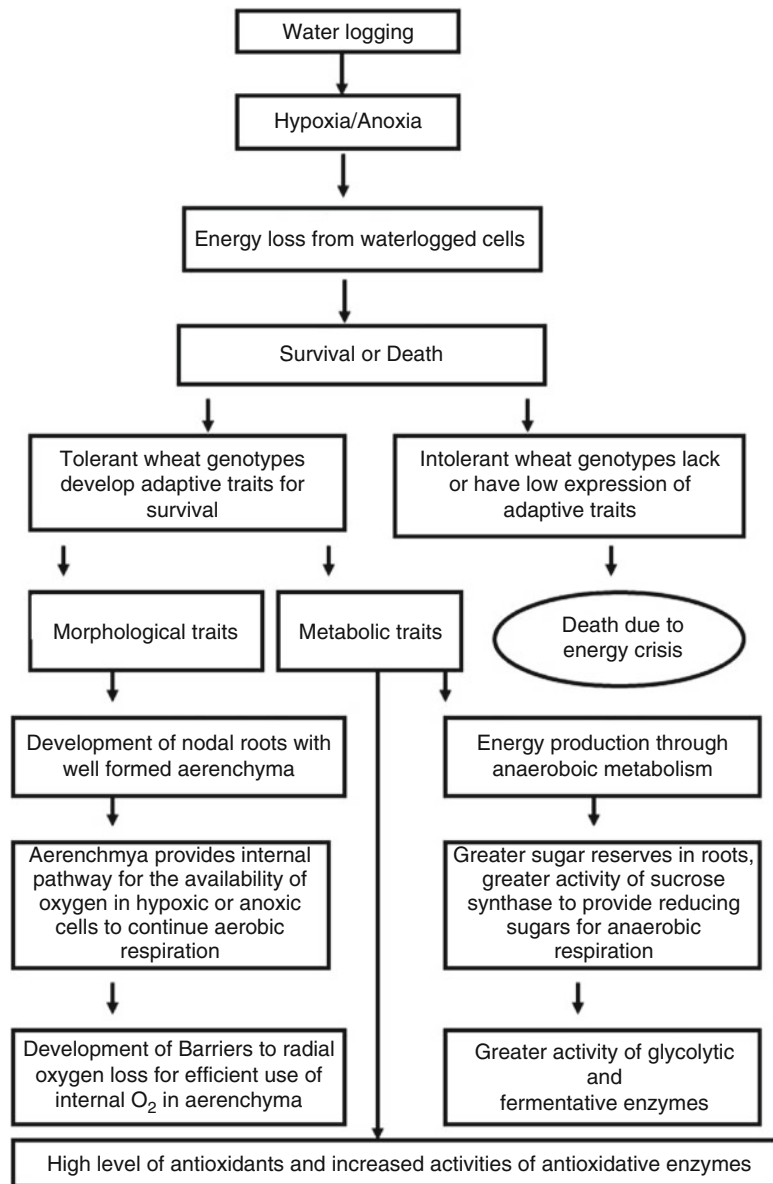 Water logging
Hypoxia/Anoxia
Energy loss from waterlogged cells
Survival or Death
Tolerant wheat genotypes
develop adaptive traits for
survival
Intolerant wheat genotypes lack
or have low expression of
adaptive traits
Morphological traits
Metabolic traits
Death due to
energy crisis
Development of nodal roots with
well formed aerenchyma
Energy production through
anaeroboic metabolism
Aerenchmya provides internal
pathway for the availability of
oxygen in hypoxic or anoxic
cells to continue aerobic
respiration
Greater sugar reserves in roots,
greater activity of sucrose
synthase to provide reducing
sugars for anaerobic
respiration
Development of Barriers to radial
oxygen loss for efficient use of
internal O₂ in aerenchyma
Greater activity of glycolytic
and
fermentative enzymes
High level of antioxidants and increased activities of antioxidative enzymes